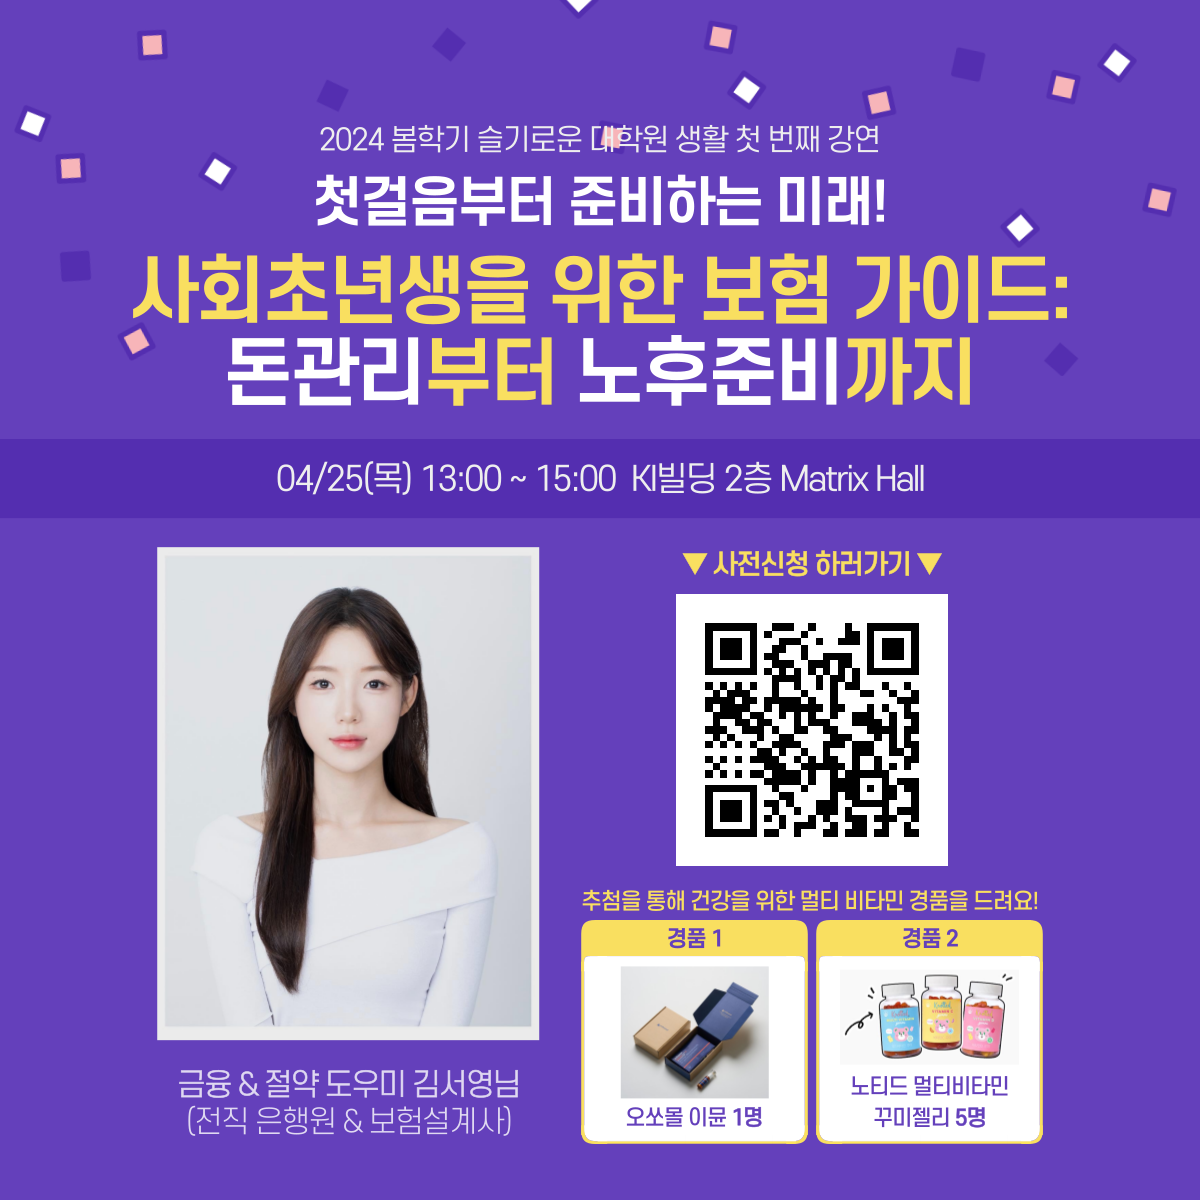 2024 봄학기 슬기로운 대학원 생활 첫 번째 강연
첫걸음부터 준비하는 미래!
사회초년생을 위한 보험 가이드:
돈관리부터 노후준비까지
04/25(목) 13:00 ~ 15:00 KI빌딩 2층 Matrix Hall
▼ 사전신청 하러가기 ▼
추첨을 통해 건강을 위한 멀티 비타민 경품을 드려요!
경품 1
오쏘몰 이뮨 1명
경품 2
노티드 멀티비타민
꾸미젤리 5명
금융 & 절약 도우미 김서영님
(전직 은행원 & 보험설계사)